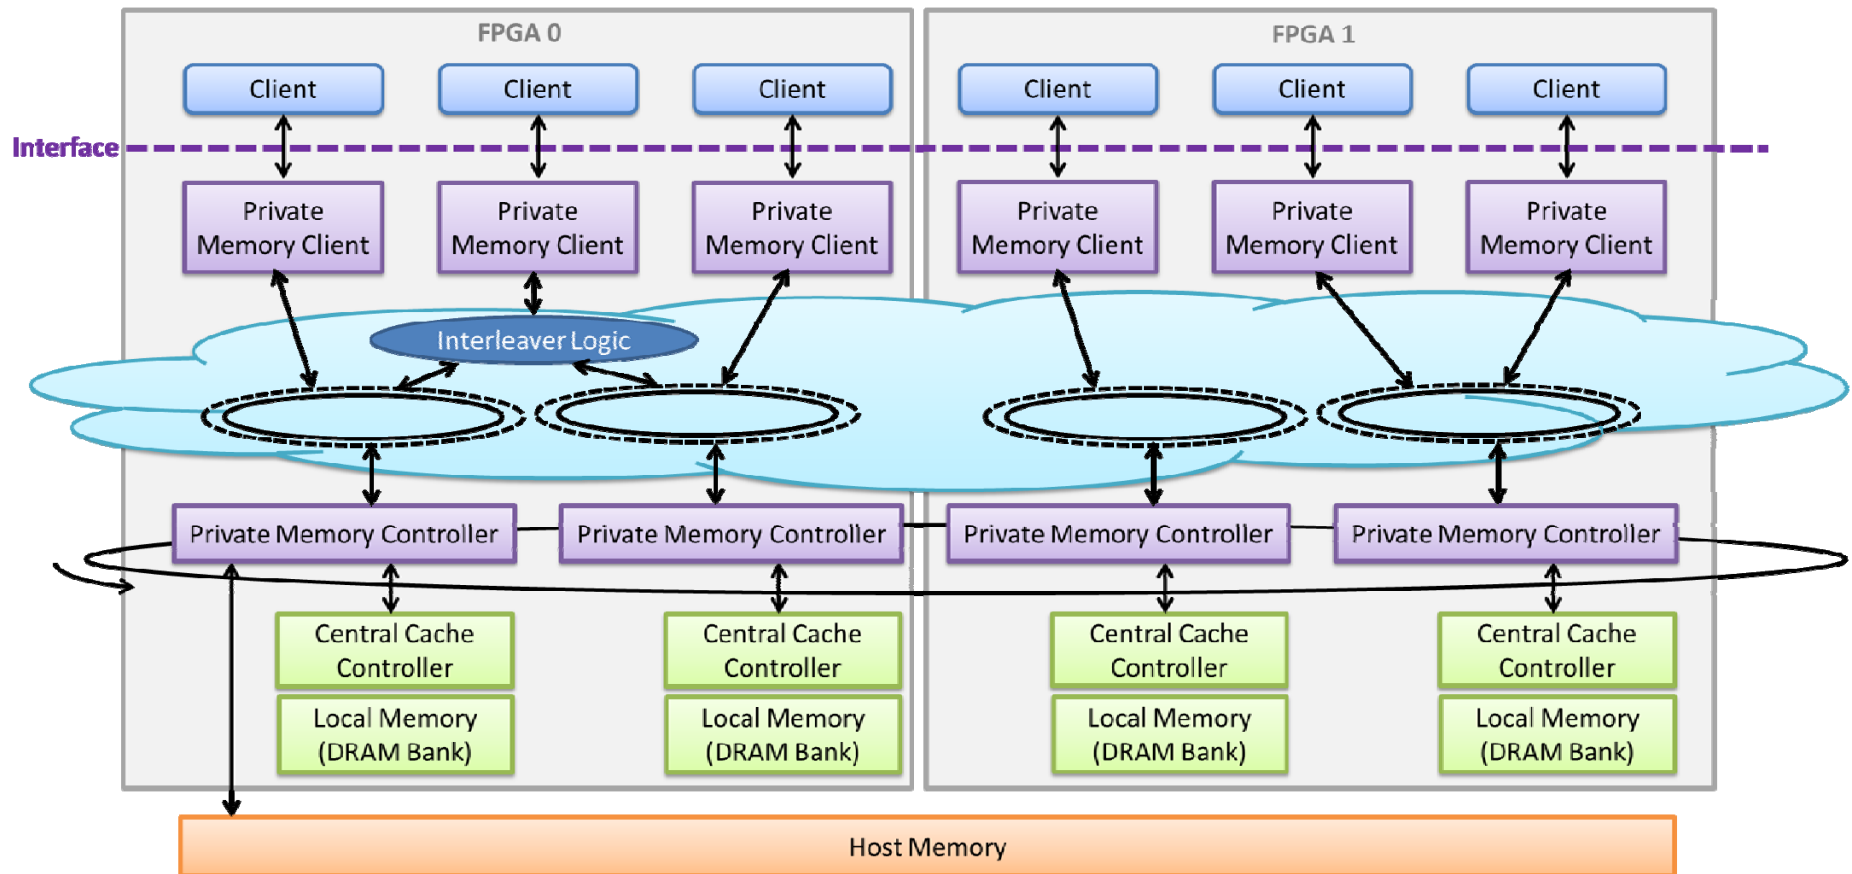 FPGA 0
FPGA 1
Client
Client
Client
Client
Client
Client
Interface
Private
Memory Client
Private
Memory Client
Private
Memory Client
Private
Memory Client
Private
Memory Client
Private
Memory Client
Interleaver Logic
Private Memory Controller
Private Memory Controller
Private Memory Controller
Private Memory Controller
Central Cache
Controller
Central Cache
Controller
Central Cache
Controller
Central Cache
Controller
Local Memory
(DRAM Bank)
Local Memory
(DRAM Bank)
Local Memory
(DRAM Bank)
Local Memory
(DRAM Bank)
Host Memory